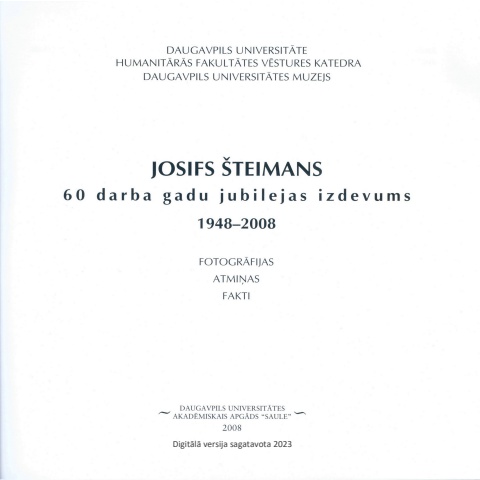 DAUGAVPILS UNIVERSITĀTE
HUMANITĀRĀS FAKULTĀTES VĒSTURES KATEDRA
DAUGAVPILS UNIVERSITĀTES MUZEJS
JOSIFS ŠTEIMANS
60 darba gadu jubilejas izdevums
1948–2008
FOTOGRĀFIJAS
ATMIŅAS
FAKTI
DAUGAVPILS UNIVERSITĀTES
AKADĒMISKAIS APGĀDS "SAULE"
2008
Digitālā versija sagatavota 2023